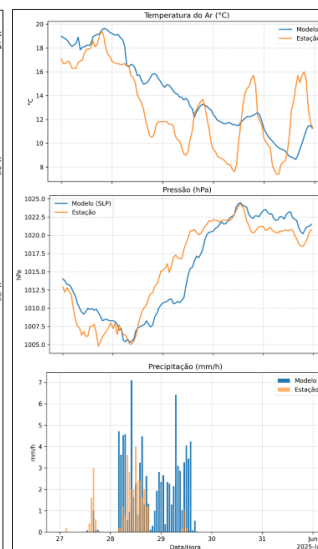 Temperatura do Ar (°C)
20
18
16
14
12
10
8
°C
Modelo
Estação
Pressão (hPa)
1025.0
1022.5
1020.0
1017.5
1015.0
1012.5
1010.0
1007.5
1005.0
hPa
Modelo (SLP)
Estação
Precipitação (mm/h)
7
6
5
4
3
2
1
0
mm/h
Modelo
Estação
27 28 29 30 31 Jun
Data/Hora